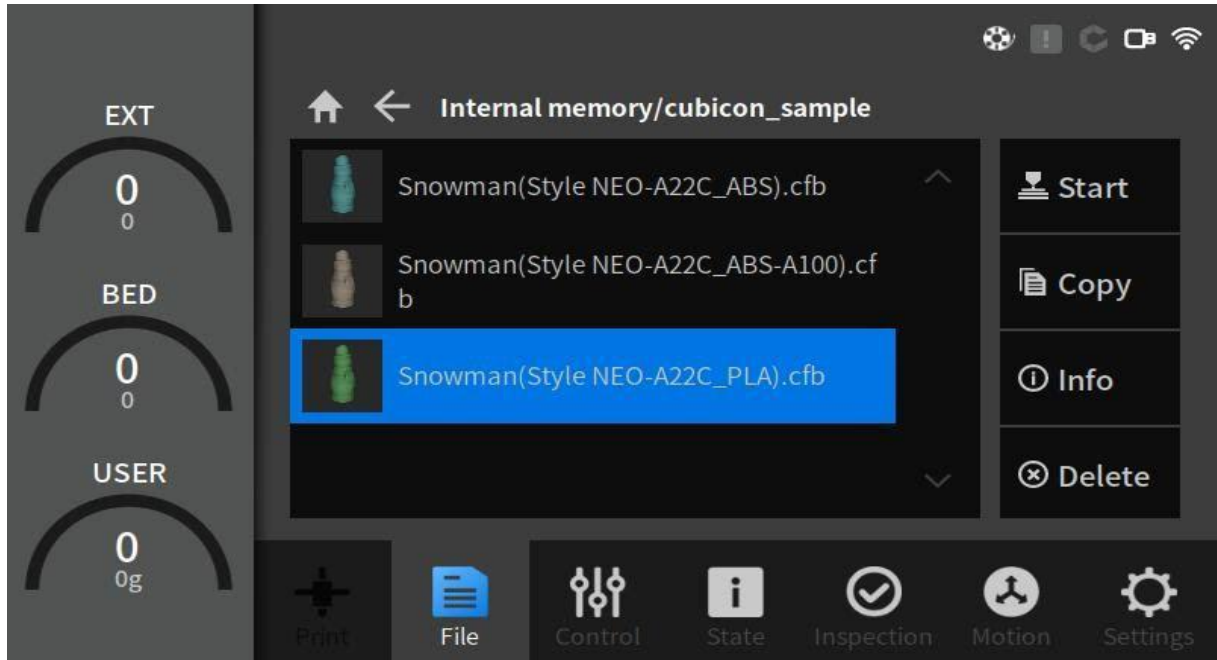 EXT
0
0
BED
0
0
USER
0
0g
Internal memory/cubicon_sample
Snowman(Style NEO-A22C_ABS).cfb
Snowman(Style NEO-A22C_ABS-A100).cf
b
Snowman(Style NEO-A22C_PLA).cfb
Start
Copy
Info
Delete
Print
File
Control
State
Inspection
Motion
Settings